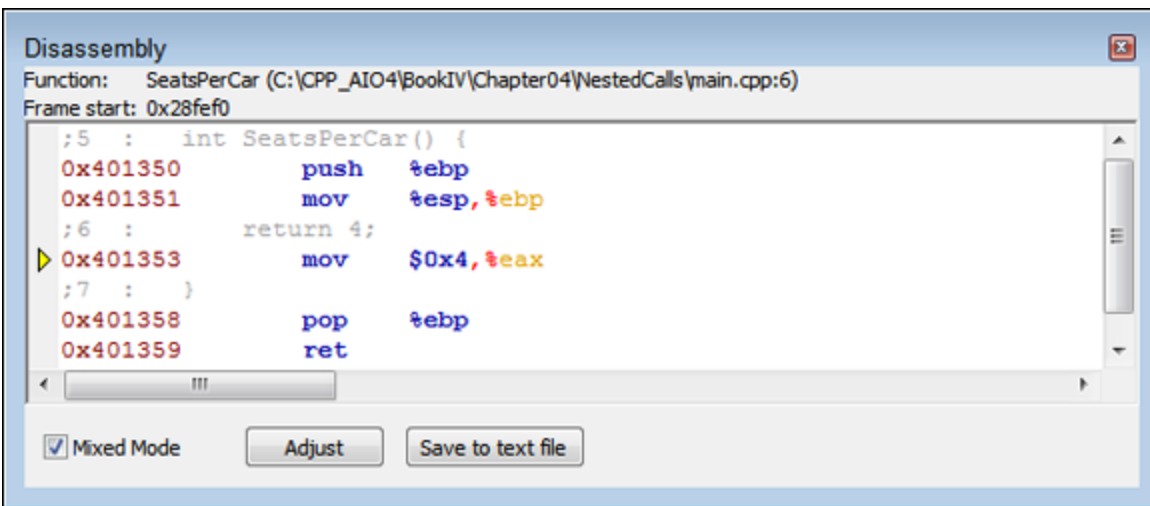 Disassembly
Function: SeatsPerCar (C:\CPP_AIO4\BookIV\Chapter04\NestedCalls\main.cpp:6)
Frame start: 0x28fef0
;5 : int SeatsPerCar() {
0x401350 push %ebp
0x401351 mov %esp,%ebp
;6 : return 4;
0x401353 mov $0x4,%eax
;7 : }
0x401358 pop %ebp
0x401359 ret
Mixed Mode Adjust Save to text file